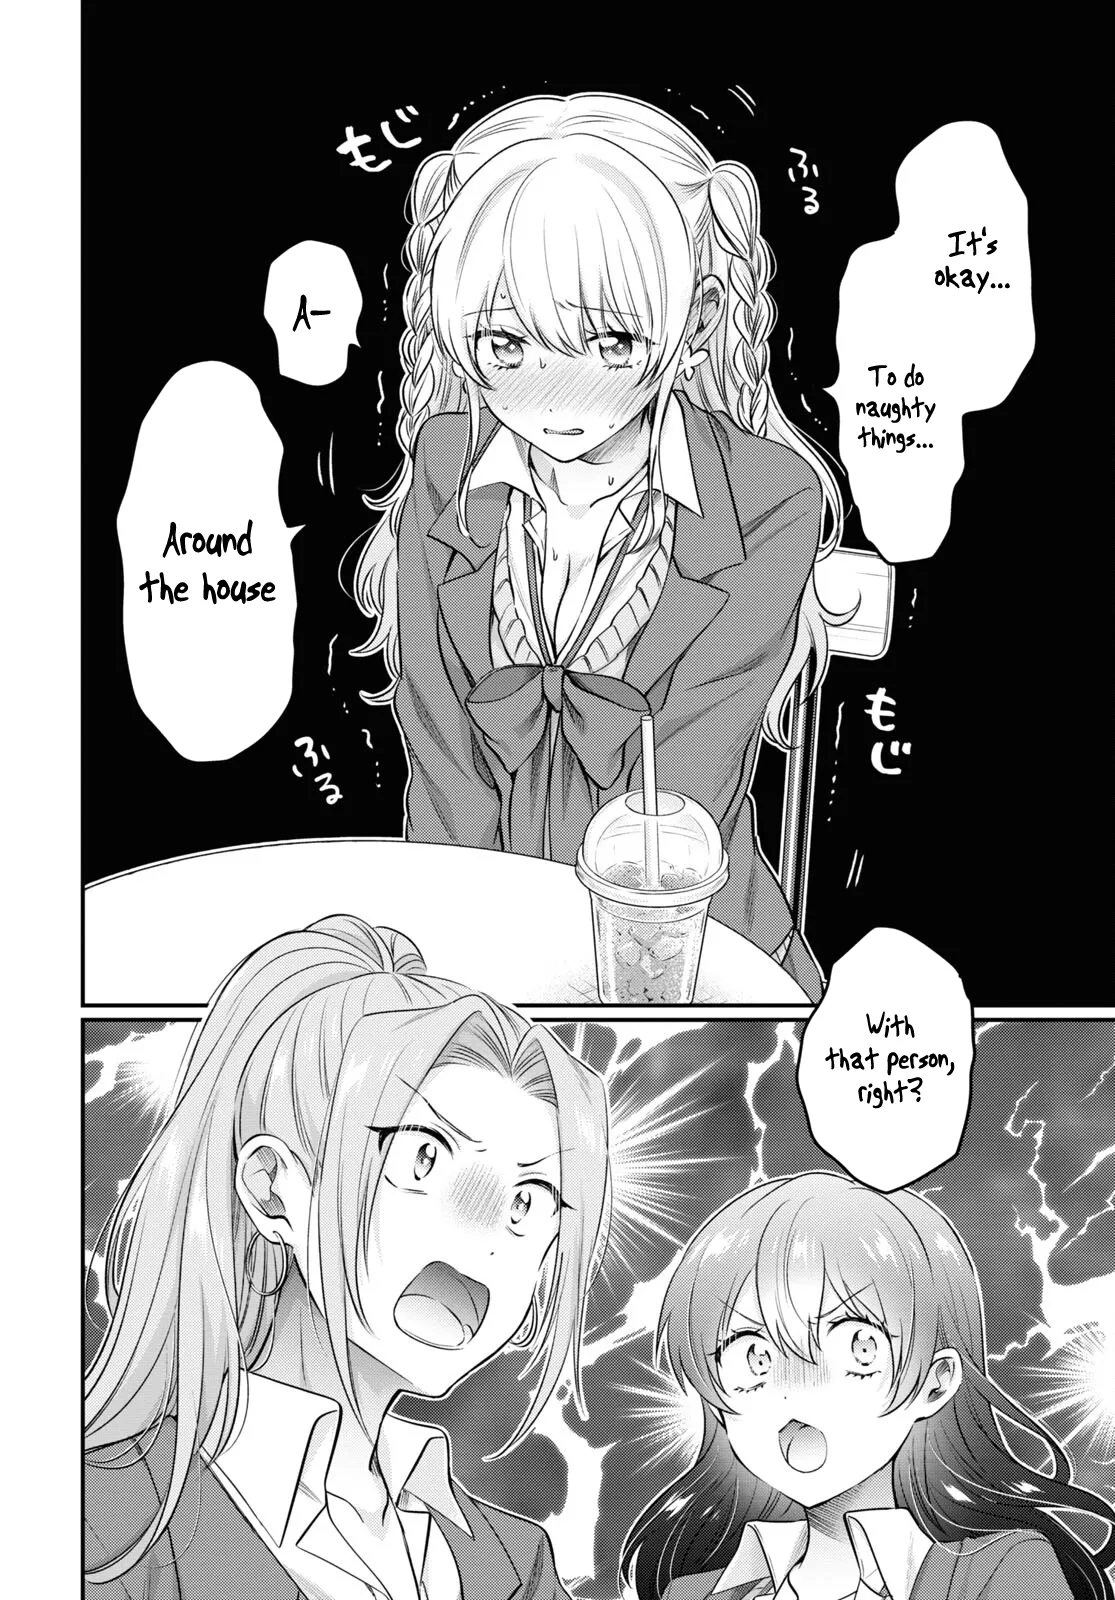 It's
okay...
To do
naughty
things...
A-
Around
the house
もじ
ふる
ふる
もじ
With
that person,
right?